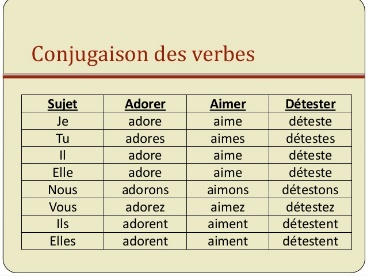 Conjugaison des verbes
Sujet Adorer Aimer Détester
Je adore aime déteste
Tu adores aimes détestes
Il adore aime déteste
Elle adore aime déteste
Nous adorons aimons détestons
Vous adorez aimez détestez
Ils adorent aiment détestent
Elles adorent aiment détestent